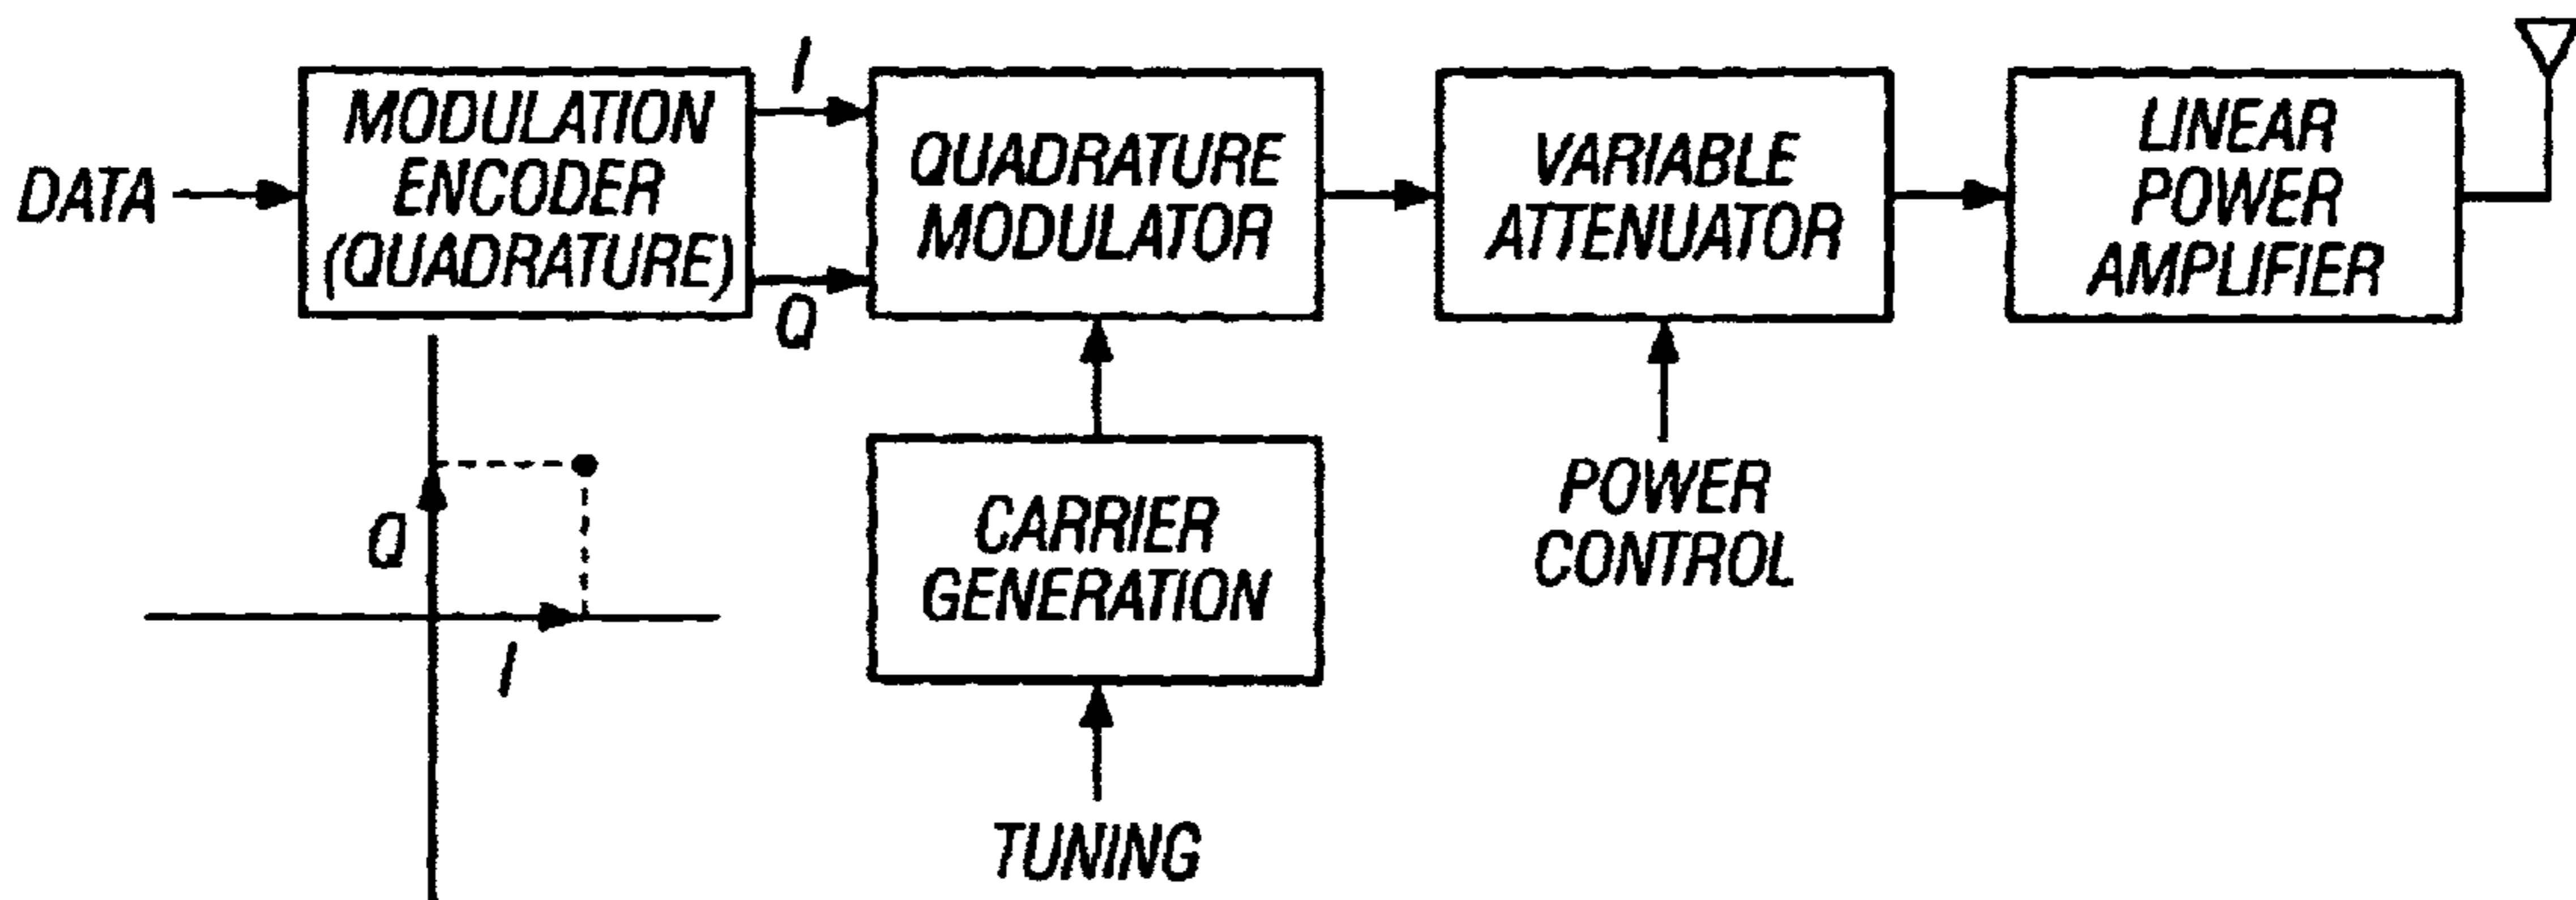 DATA
MODULATION
ENCODER
(QUADRATURE)
I
Q
QUADRATURE
MODULATOR
VARIABLE
ATTENUATOR
LINEAR
POWER
AMPLIFIER
Q
I
CARRIER
GENERATION
POWER
CONTROL
TUNING